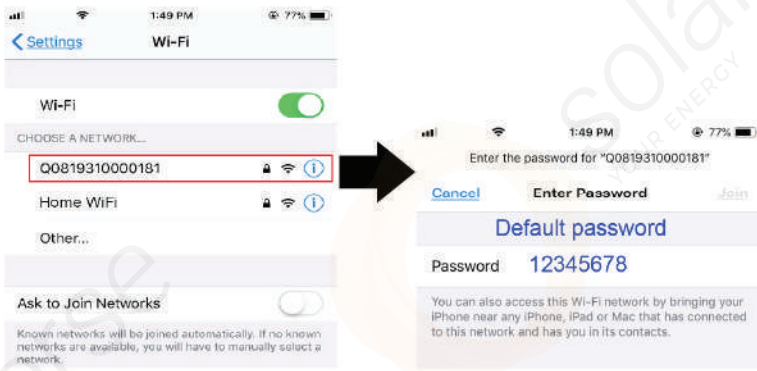 1:49 PM
77%
Settings
Wi-Fi
Wi-Fi
CHOOSE A NETWORK...
Q0819310000181
Home WiFi
Other...
Ask to Join Networks
Known networks will be joined automatically. If no known
networks are available, you will have to manually select a
network.
1:49 PM
77%
Enter the password for "Q0819310000181"
Cancel
Enter Password
Join
Default password
Password
12345678
You can also access this Wi-Fi network by bringing your
iPhone near any iPhone, iPad or Mac that has connected
to this network and has you in its contacts.
YOUR ENERGY